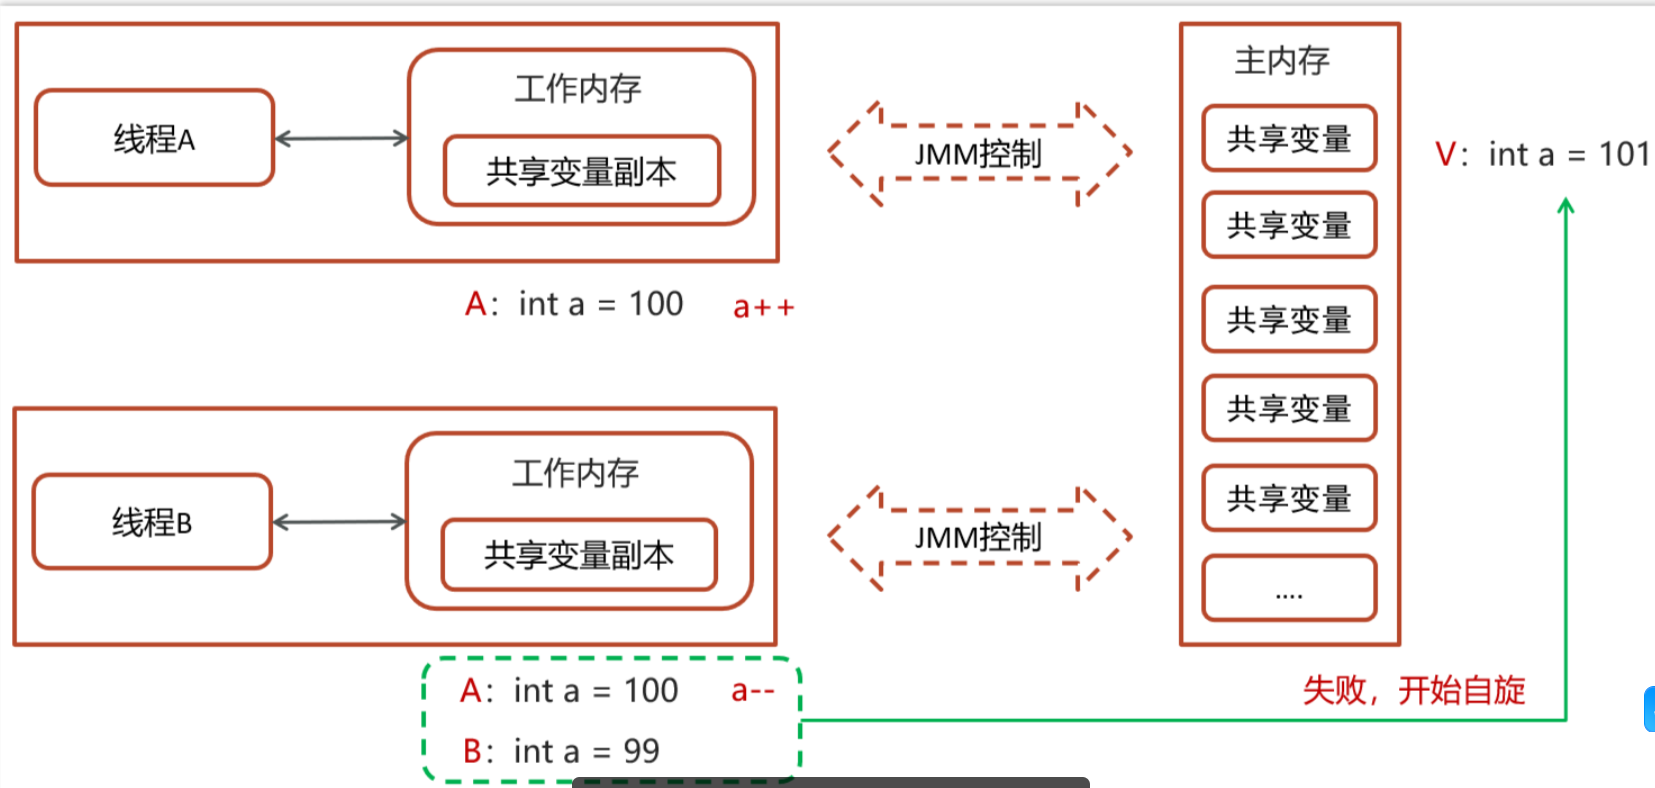 主内存
工作内存
线程A
共享变量副本
JMM控制
共享变量
V: int a = 101
共享变量
A: int a = 100 a++
共享变量
共享变量
工作内存
线程B
共享变量副本
JMM控制
共享变量
....
A: int a = 100 a--
B: int a = 99
失败，开始自旋